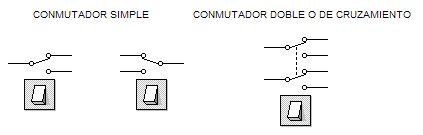 CONMUTADOR SIMPLE
CONMUTADOR DOBLE O DE CRUZAMIENTO